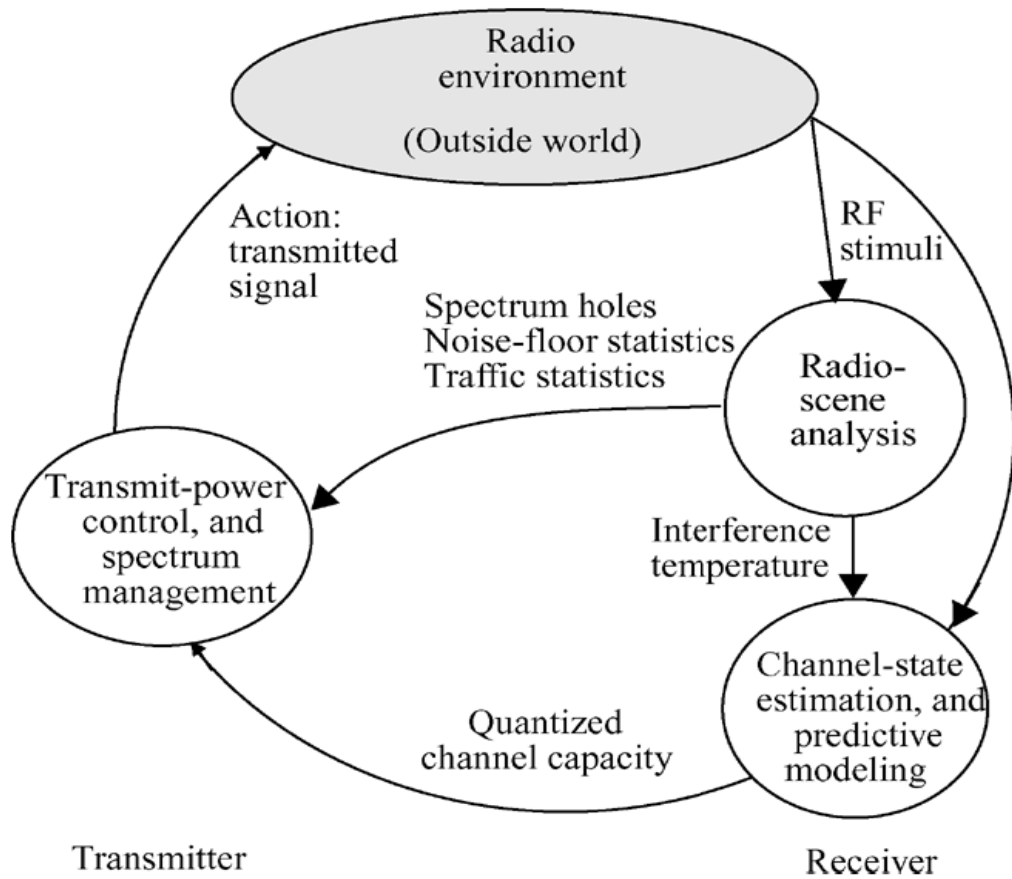 Radio
environment
(Outside world)
Action:
transmitted
signal
RF
stimuli
Spectrum holes
Noise-floor statistics
Traffic statistics
Radio-
scene
analysis
Transmit-power
control, and
spectrum
management
Interference
temperature
Channel-state
estimation, and
predictive
modeling
Quantized
channel capacity
Transmitter
Receiver